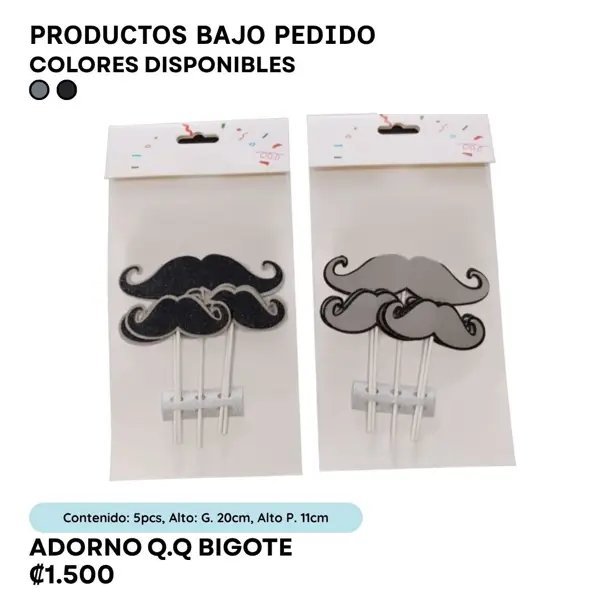 PRODUCTOS BAJO PEDIDO
COLORES DISPONIBLES
Contenido: 5pcs, Alto: G. 20cm, Alto P. 11cm
ADORNO Q.Q BIGOTE
₡1.500